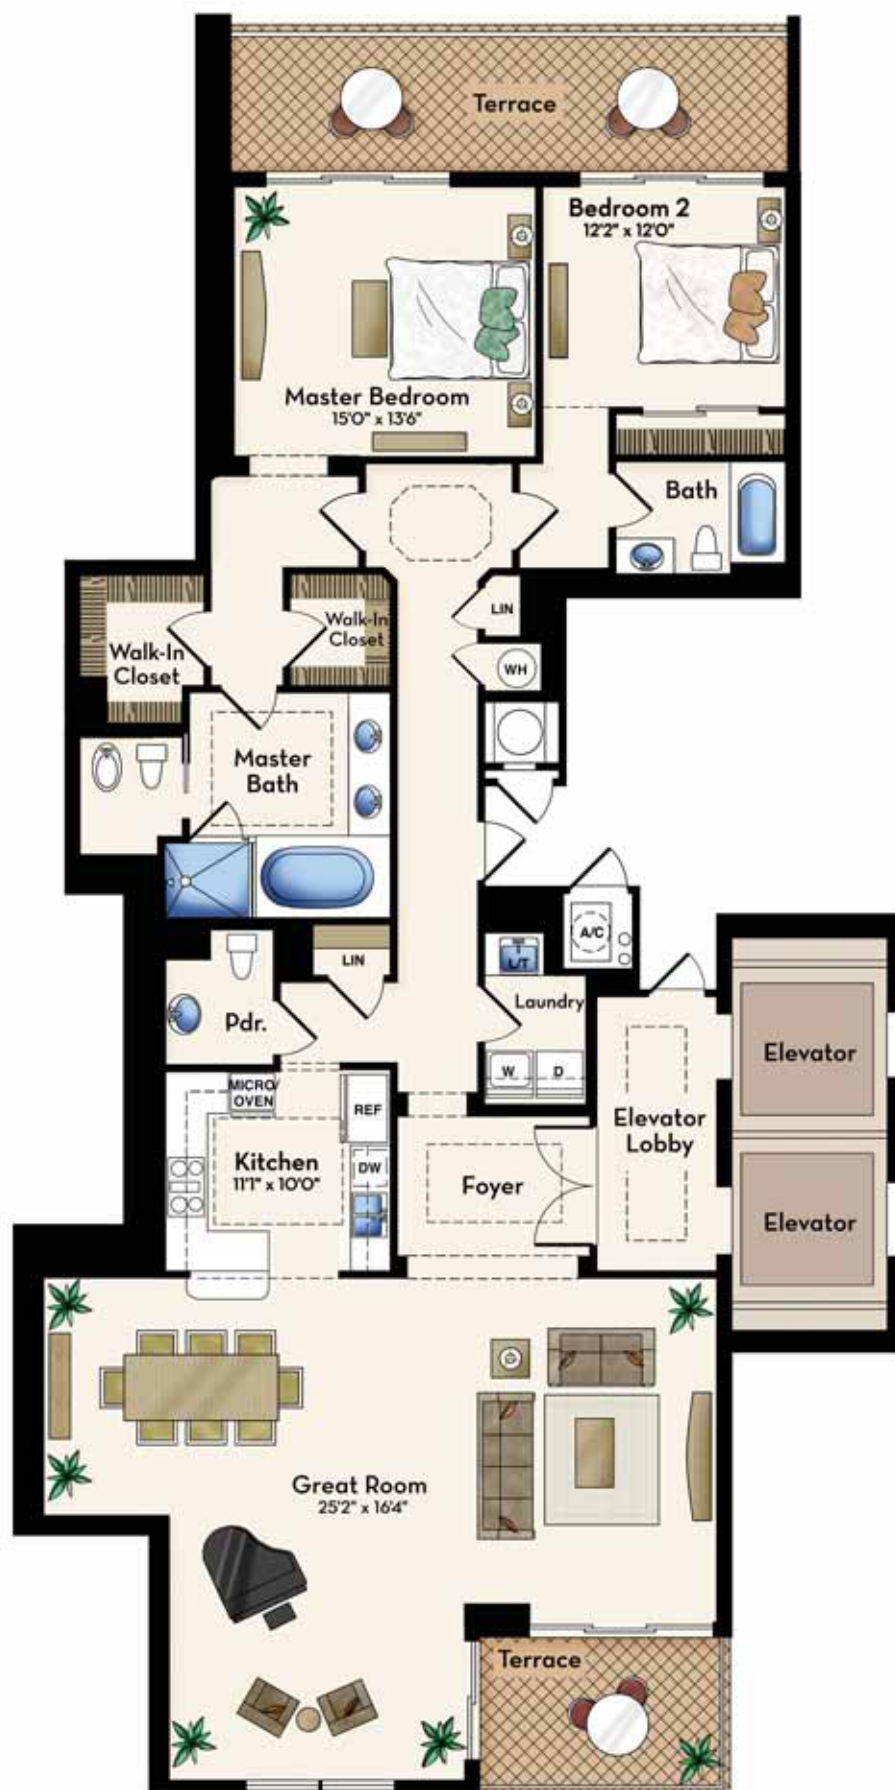 Terrace
Bedroom 2
12'2" x 12'0"
Master Bedroom
15'0" x 13'6"
Bath
LIN
Walk-In
Closet
Walk-In
Closet
WH
Master
Bath
A/C
LIN
L/T
Laundry
Pdr.
W
D
Elevator
MICRO/
OVEN
REF
Elevator
Lobby
Kitchen
11'1" x 10'0"
DW
Foyer
Elevator
Great Room
25'2" x 16'4"
Terrace